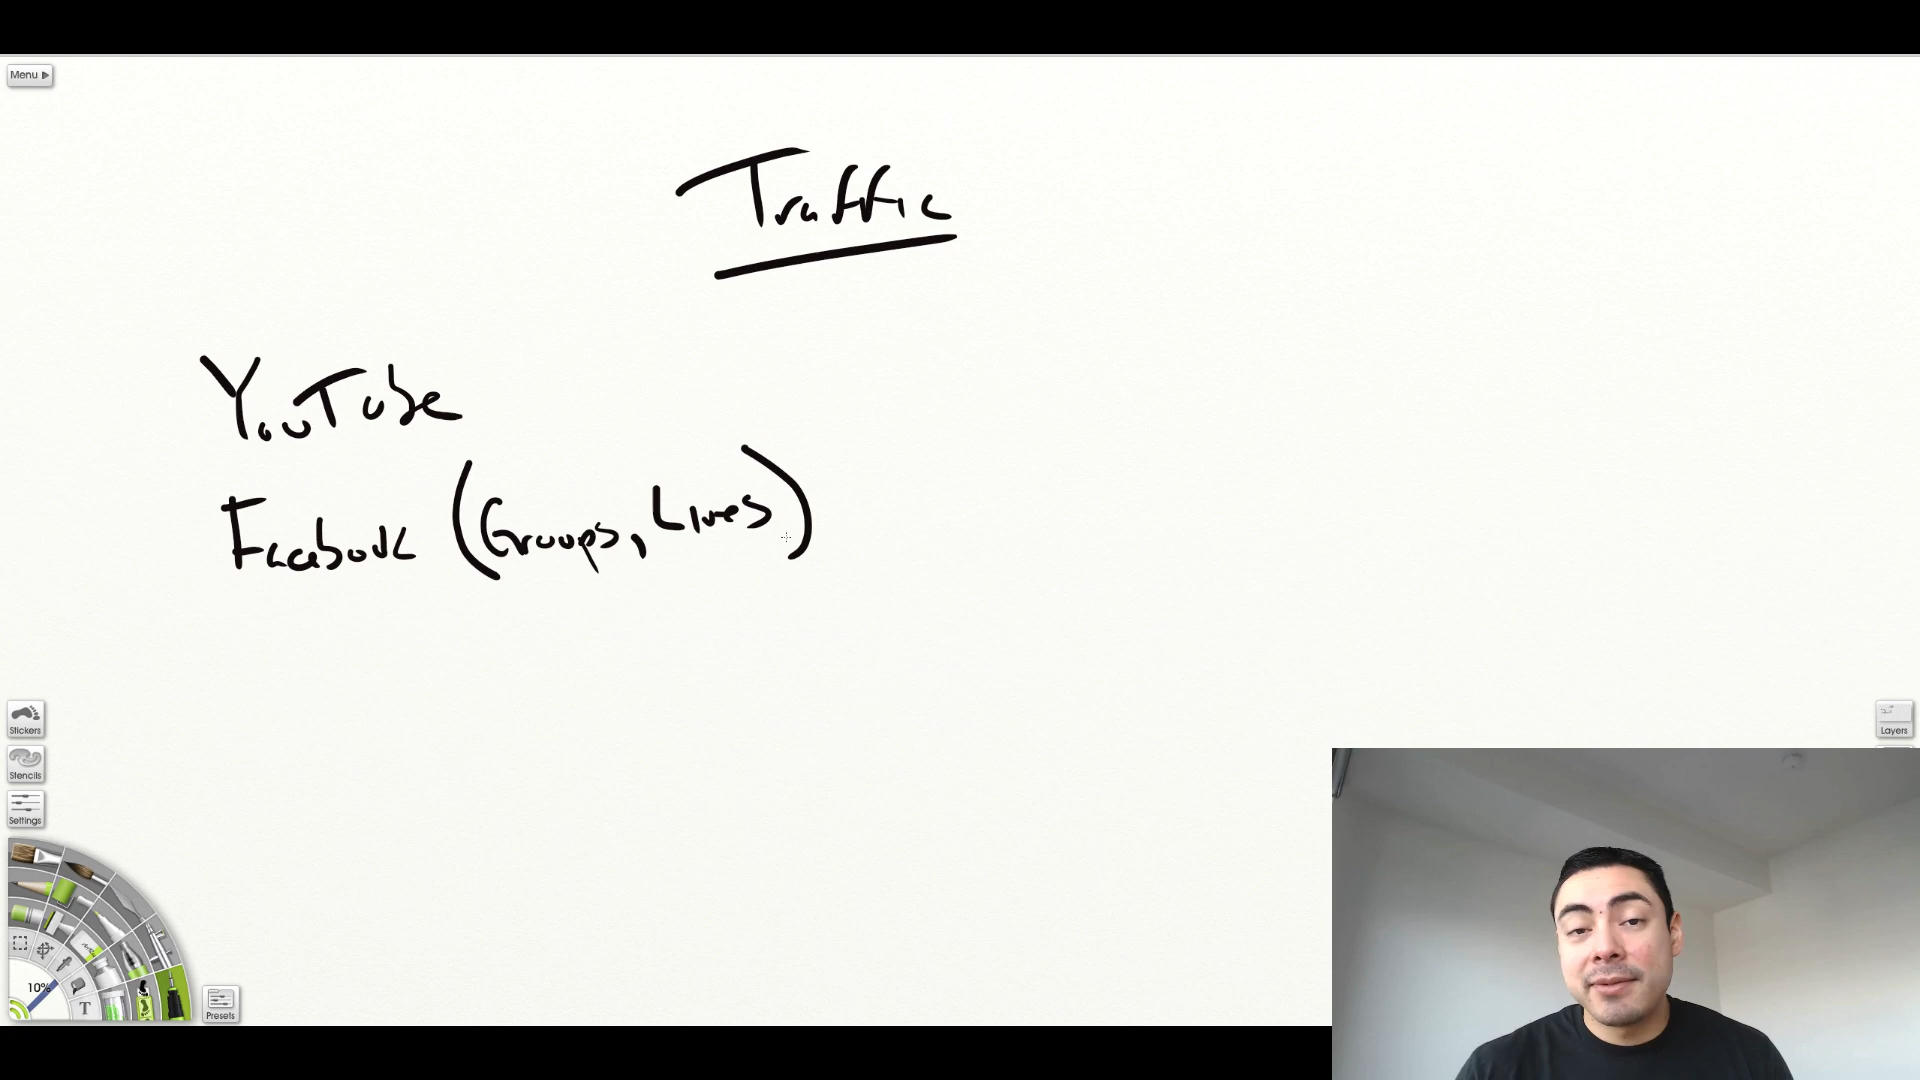 Menu
Traffic
YouTube
Facebook (Groups, Lives)
Stickers
Stencils
Settings
Layers
10%
T
Presets